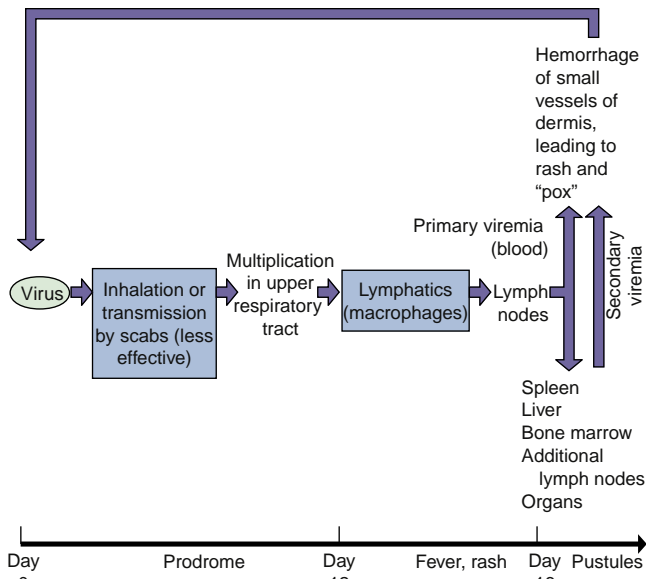 Hemorrhage
of small
vessels of
dermis,
leading to
rash and
“pox”
Primary viremia
(blood)
Secondary
viremia
Virus
Inhalation or
transmission
by scabs (less
effective)
Multiplication
in upper
respiratory
tract
Lymphatics
(macrophages)
Lymph
nodes
Spleen
Liver
Bone marrow
Additional
lymph nodes
Organs
Day
Prodrome
Day
Fever, rash
Day
Pustules